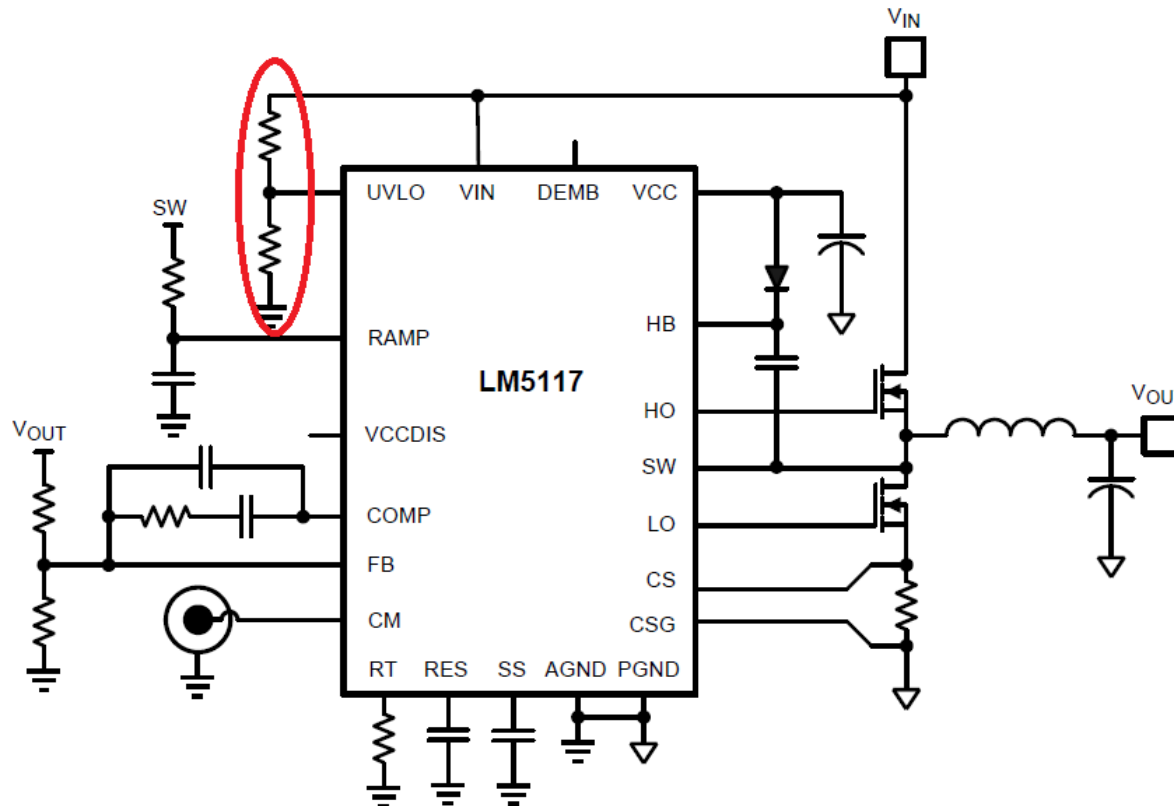 VIN
UVLO VIN DEMB VCC
SW
HB
RAMP
LM5117
HO
VOU
VOUT
VCCDIS
SW
COMP
LO
FB
CS
CM
CSG
RT RES SS AGND PGND